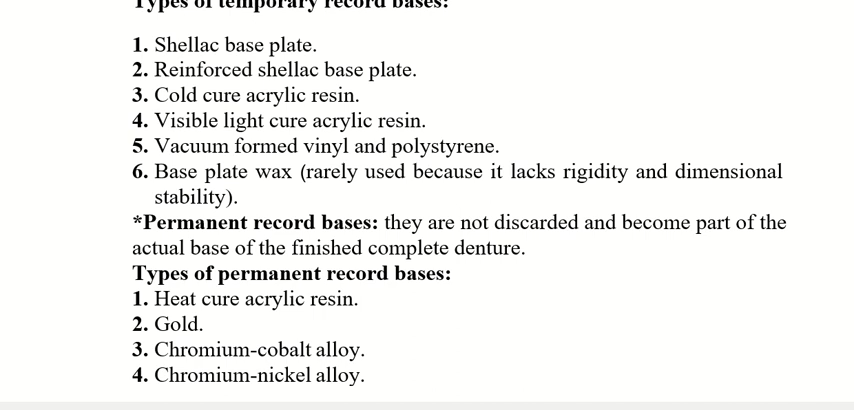 Types of temporary record bases:
1. Shellac base plate.
2. Reinforced shellac base plate.
3. Cold cure acrylic resin.
4. Visible light cure acrylic resin.
5. Vacuum formed vinyl and polystyrene.
6. Base plate wax (rarely used because it lacks rigidity and dimensional
stability).
*Permanent record bases: they are not discarded and become part of the
actual base of the finished complete denture.
Types of permanent record bases:
1. Heat cure acrylic resin.
2. Gold.
3. Chromium-cobalt alloy.
4. Chromium-nickel alloy.